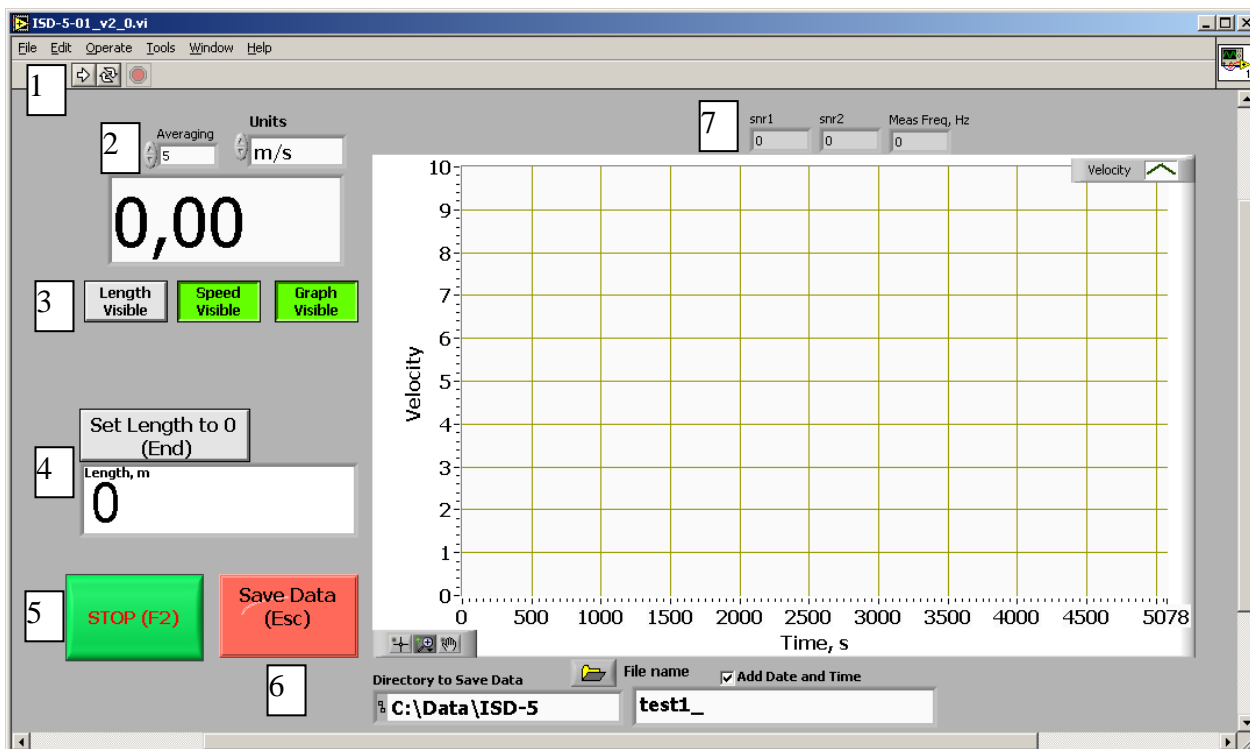 ISD-5-01_v2_0.vi
File Edit Operate Tools Window Help
1
1
2
Averaging
5
Units
m/s
7
snr1
0
snr2
0
Meas Freq, Hz
0
0,00
Velocity
3
Length
Visible
Speed
Visible
Graph
Visible
10
9
8
7
6
5
4
3
2
1
0
Velocity
0 500 1000 1500 2000 2500 3000 3500 4000 4500 5078
Time, s
Set Length to 0
(End)
4
Length, m
0
5
STOP (F2)
Save Data
(Esc)
6
Directory to Save Data
C:\Data\ISD-5
File name
Add Date and Time
test1_